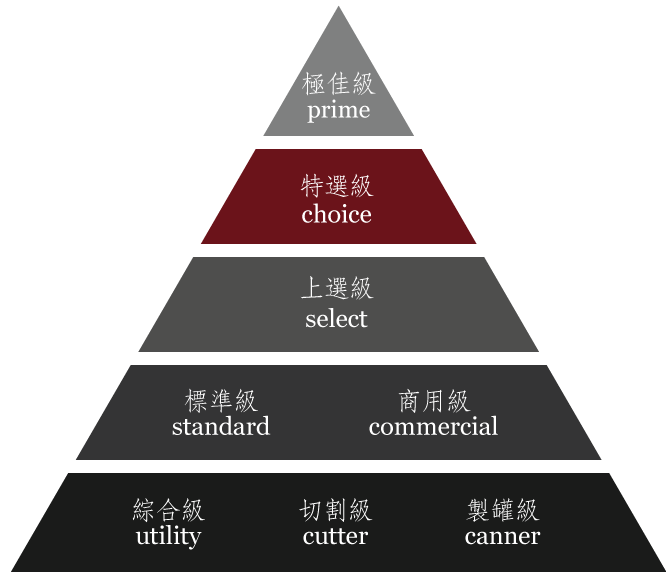 極佳級
prime
特選級
choice
上選級
select
標準級
standard
商用級
commercial
綜合級
utility
切割級
cutter
製罐級
canner